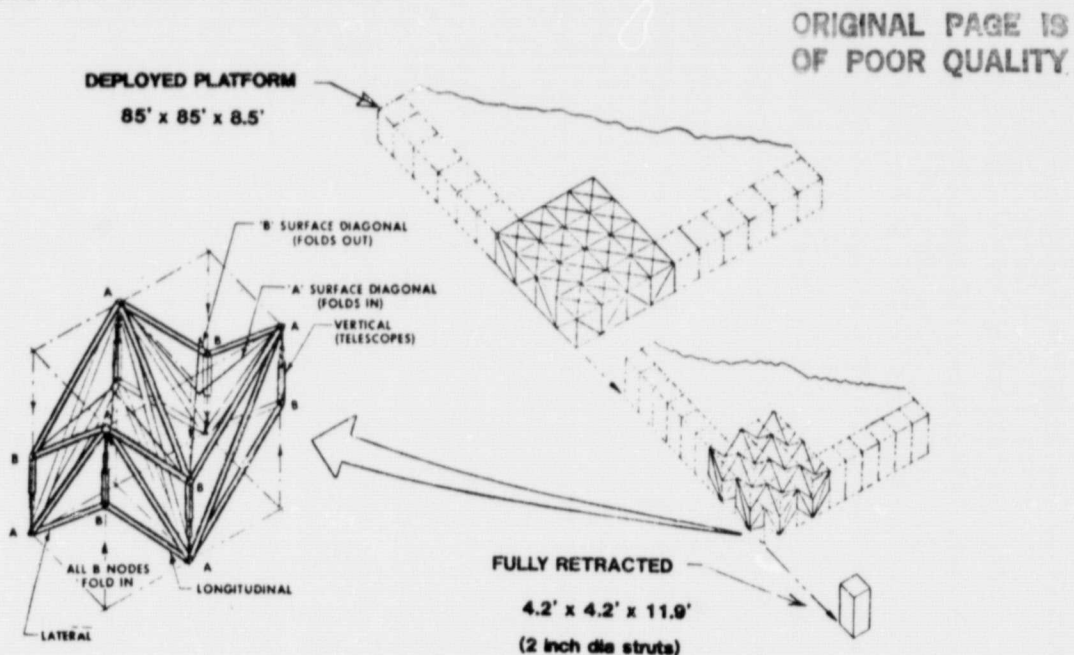 ORIGINAL PAGE IS
OF POOR QUALITY
DEPLOYED PLATFORM
85' x 85' x 8.5'
'B' SURFACE DIAGONAL
(FOLDS OUT)
'A' SURFACE DIAGONAL
(FOLDS IN)
VERTICAL
(TELESCOPES)
A
B
A
A
B
B
A
B
A
B
A
ALL B NODES
FOLD IN
LONGITUDINAL
LATERAL
FULLY RETRACTED
4.2' x 4.2' x 11.9'
(2 inch dia struts)